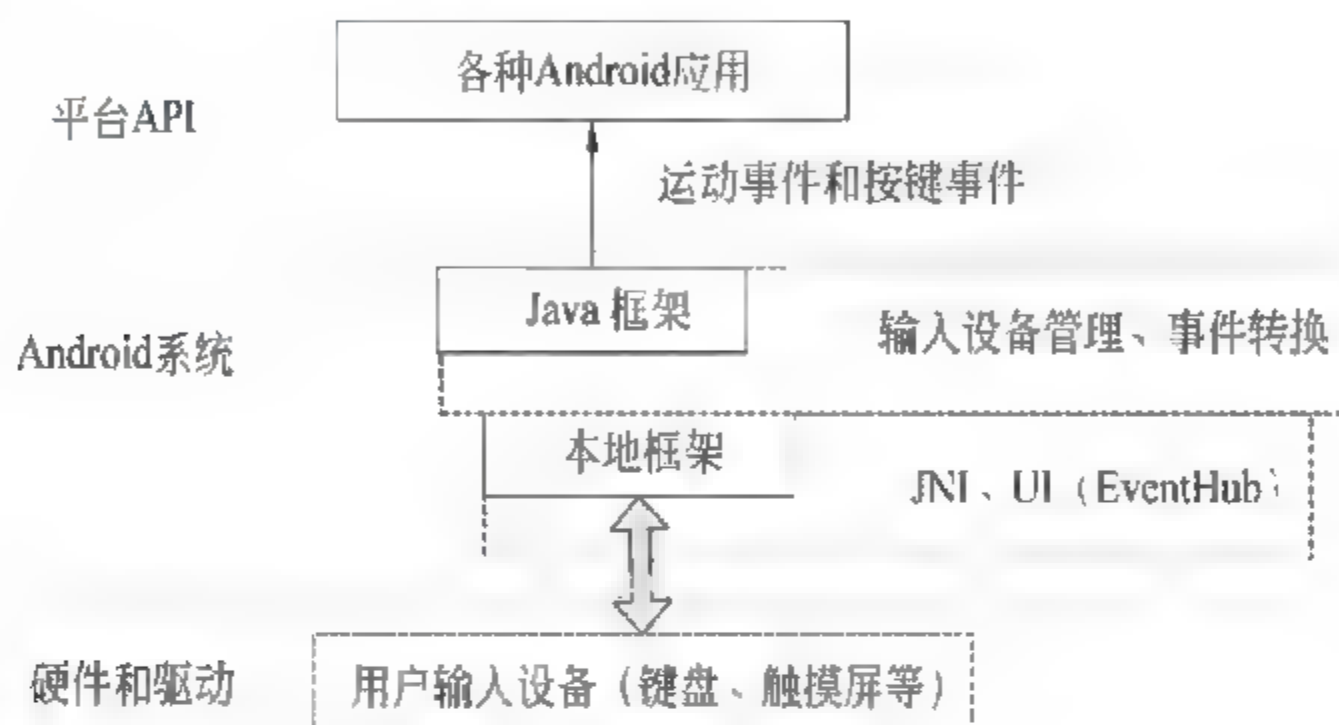 各种Android应用
平台API
运动事件和按键事件
Java 框架
输入设备管理、事件转换
Android系统
本地框架
JNI、UI（EventHub）
硬件和驱动
用户输入设备（键盘、触摸屏等）